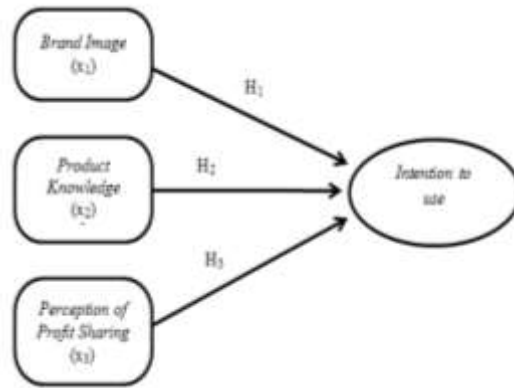 Brand Image
(x₁)
H₁
Product
Knowledge
(x₂)
H₂
Intention to
use
H₃
Perception of
Profit Sharing
(x₃)